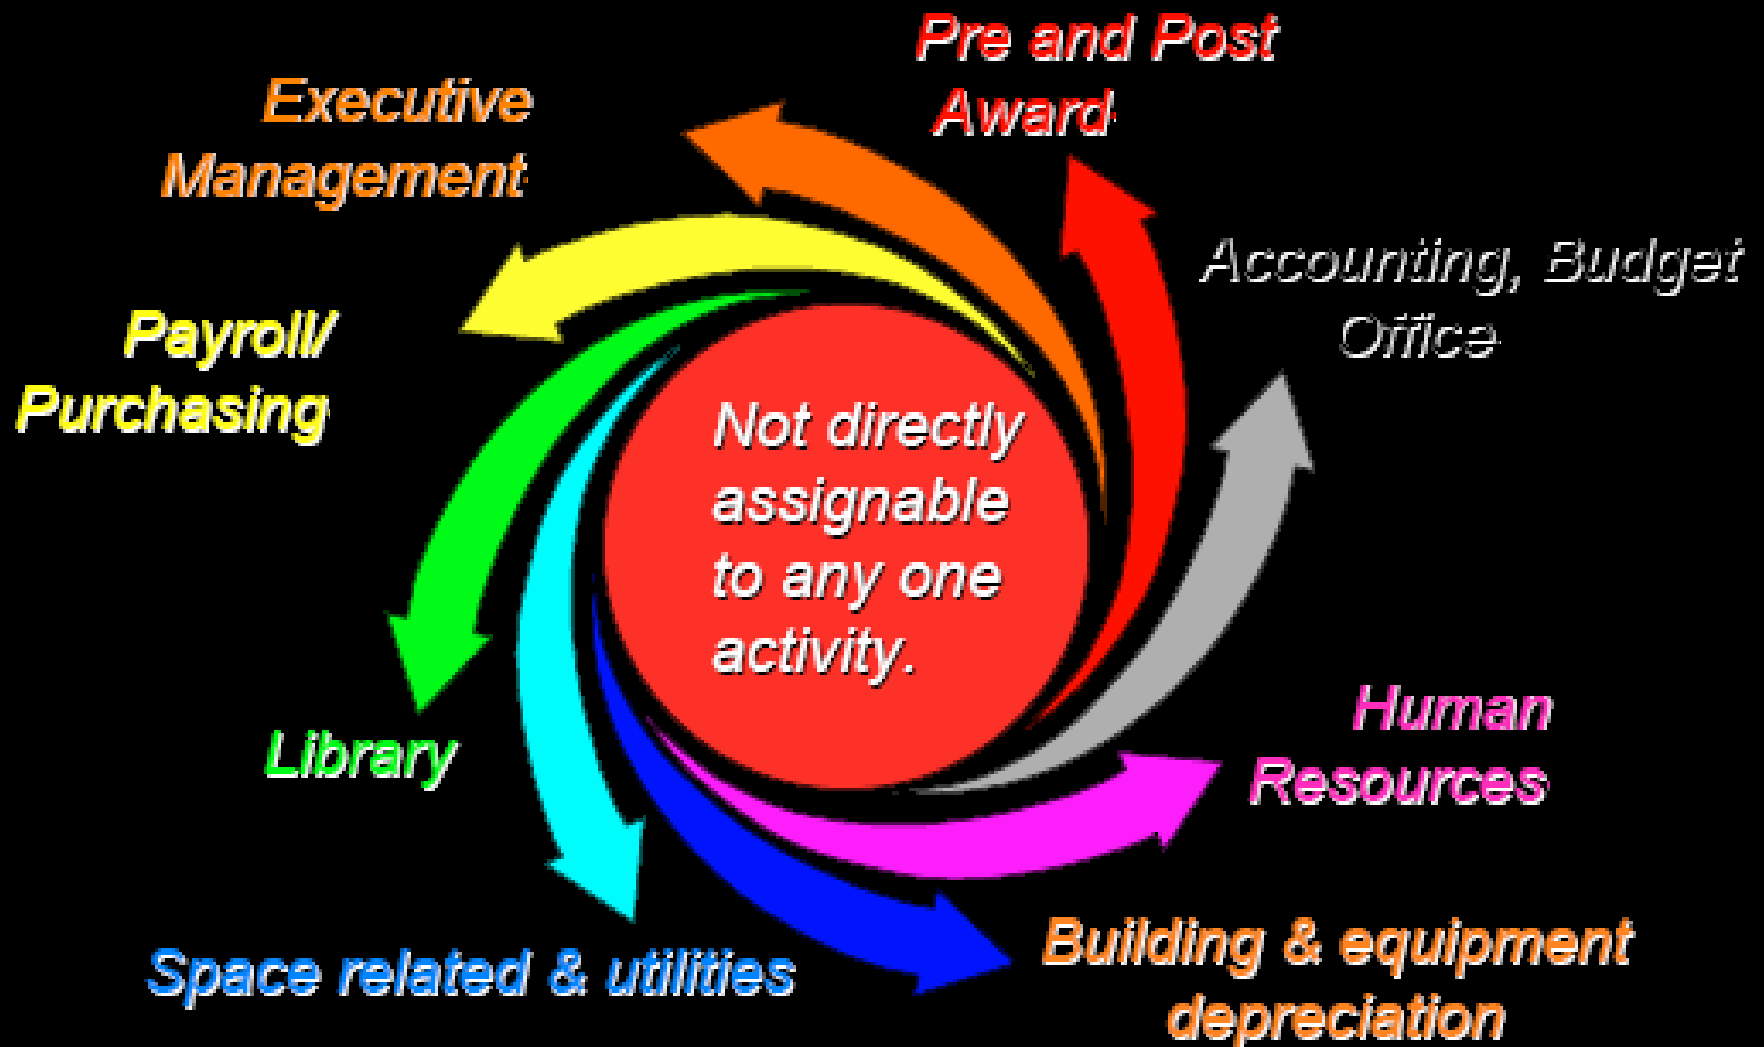 Pre and Post
Award
Executive
Management
Accounting, Budget
Office
Payroll/
Purchasing
Not directly
assignable
to any one
activity.
Library
Human
Resources
Space related & utilities
Building & equipment
depreciation